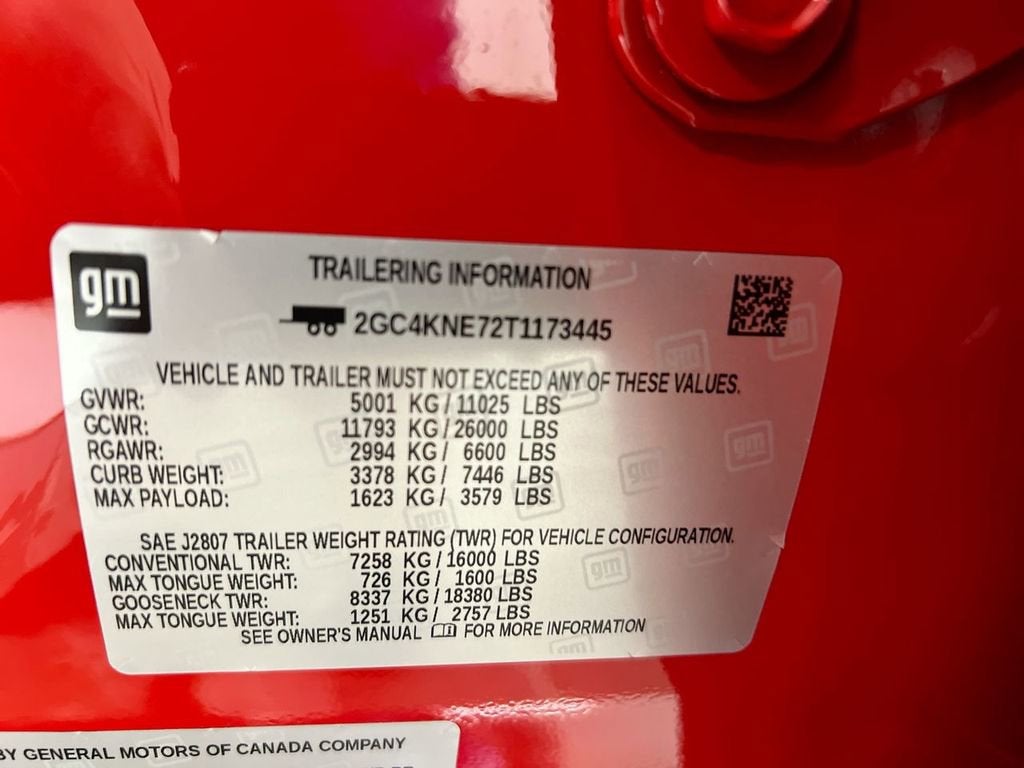 gm
TRAILERING INFORMATION
2GC4KNE72T1173445
VEHICLE AND TRAILER MUST NOT EXCEED ANY OF THESE VALUES.
GVWR: 5001 KG / 11025 LBS
GCWR: 11793 KG / 26000 LBS
RGAWR: 2994 KG / 6600 LBS
CURB WEIGHT: 3378 KG / 7446 LBS
MAX PAYLOAD: 1623 KG / 3579 LBS
SAE J2807 TRAILER WEIGHT RATING (TWR) FOR VEHICLE CONFIGURATION.
CONVENTIONAL TWR: 7258 KG / 16000 LBS
MAX TONGUE WEIGHT: 726 KG / 1600 LBS
GOOSENECK TWR: 8337 KG / 18380 LBS
MAX TONGUE WEIGHT: 1251 KG / 2757 LBS
SEE OWNER'S MANUAL FOR MORE INFORMATION
BY GENERAL MOTORS OF CANADA COMPANY